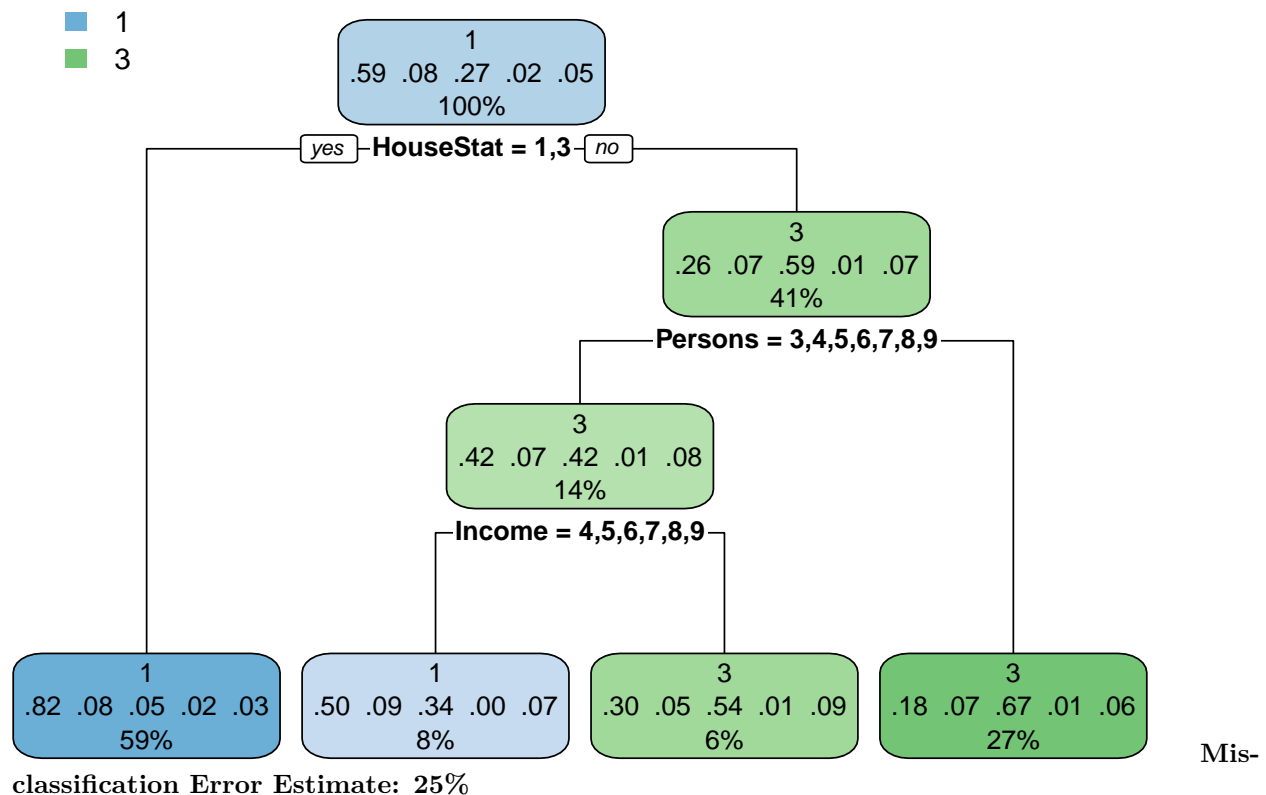 1
3
1
.59 .08 .27 .02 .05
100%
yes HouseStat = 1,3 no
3
.26 .07 .59 .01 .07
41%
Persons = 3,4,5,6,7,8,9
3
.42 .07 .42 .01 .08
14%
Income = 4,5,6,7,8,9
1
.82 .08 .05 .02 .03
59%
1
.50 .09 .34 .00 .07
8%
3
.30 .05 .54 .01 .09
6%
3
.18 .07 .67 .01 .06
27%
Mis-
classification Error Estimate: 25%